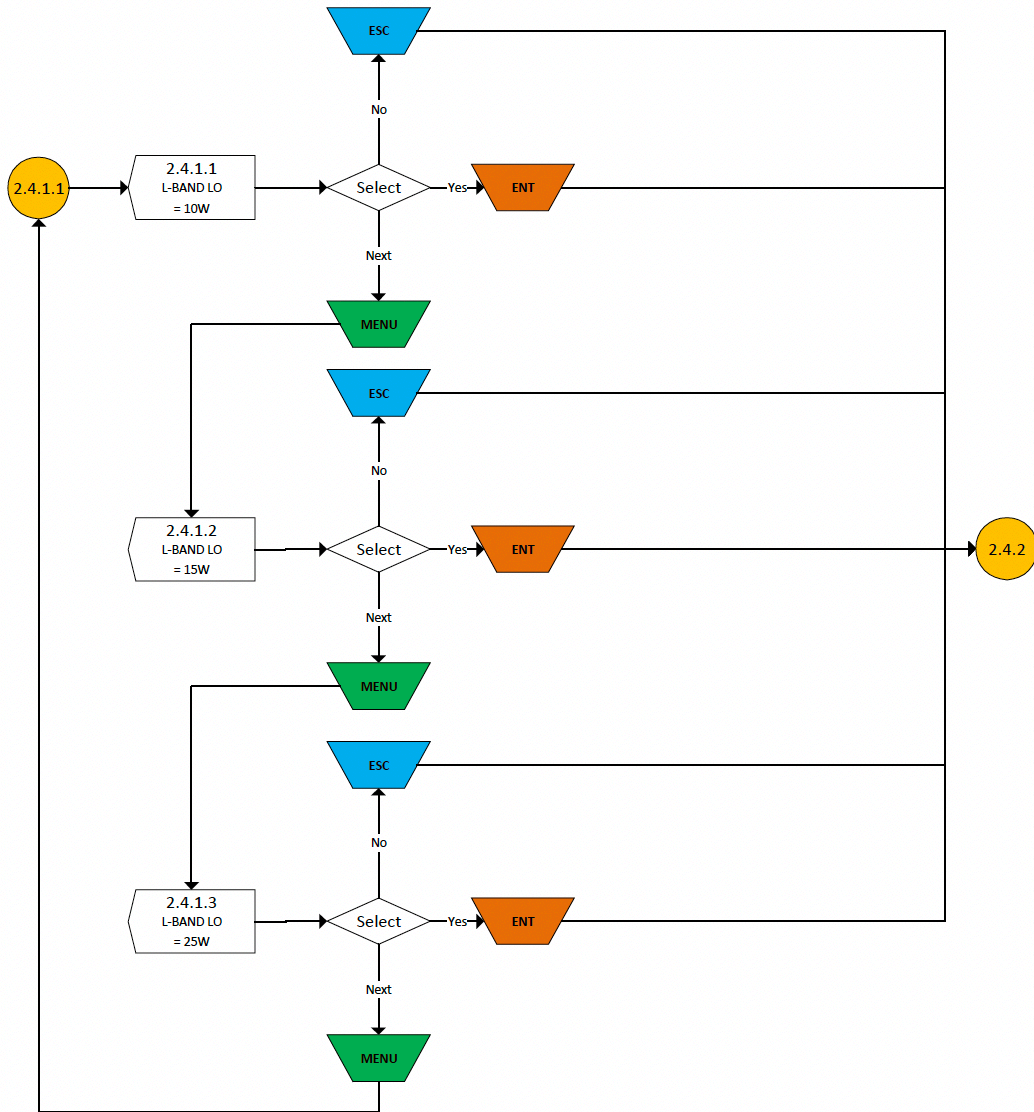 ESC
No
2.4.1.1
2.4.1.1
L-BAND LO
= 10W
Select
Yes
ENT
Next
MENU
ESC
No
2.4.1.2
L-BAND LO
= 15W
Select
Yes
ENT
2.4.2
Next
MENU
ESC
No
2.4.1.3
L-BAND LO
= 25W
Select
Yes
ENT
Next
MENU